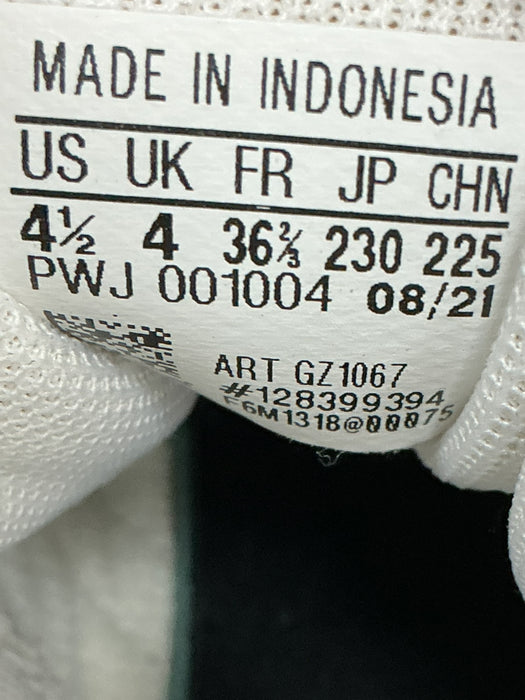 MADE IN INDONESIA
US UK FR JP CHN
4½ 4 36⅔ 230 225
PWJ 001004 08/21
ART GZ1067
#128399394
E6M1318@00075